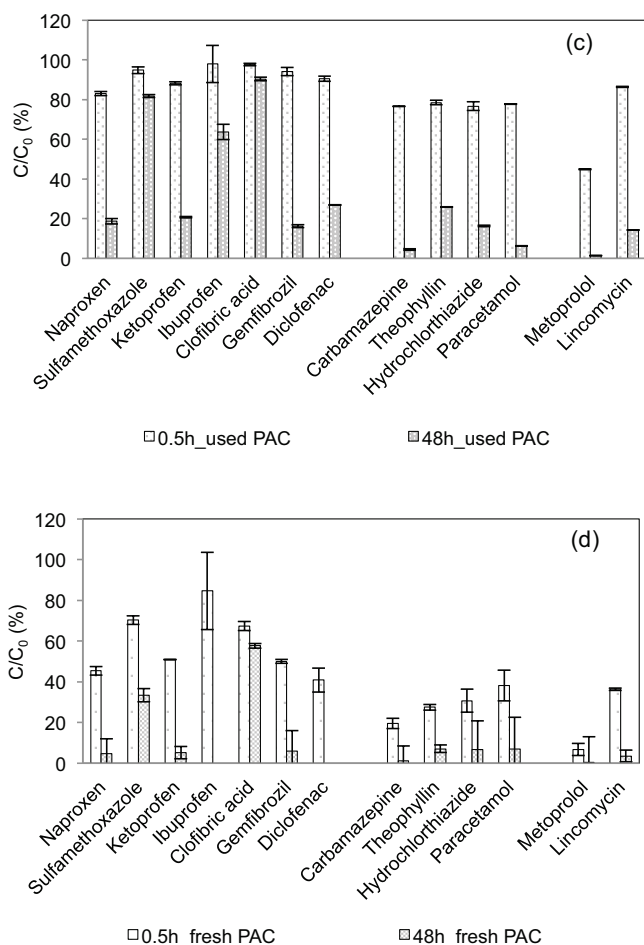 (c)
C/C0 (%)
120
100
80
60
40
20
0
Naproxen
Sulfamethoxazole
Ketoprofen
Ibuprofen
Clofibric acid
Gemfibrozil
Diclofenac
Carbamazepine
Theophyllin
Hydrochlorthiazide
Paracetamol
Metoprolol
Lincomycin
0.5h_used PAC
48h_used PAC
(d)
C/C0 (%)
120
100
80
60
40
20
0
Naproxen
Sulfamethoxazole
Ketoprofen
Ibuprofen
Clofibric acid
Gemfibrozil
Diclofenac
Carbamazepine
Theophyllin
Hydrochlorthiazide
Paracetamol
Metoprolol
Lincomycin
0.5h fresh PAC
48h fresh PAC